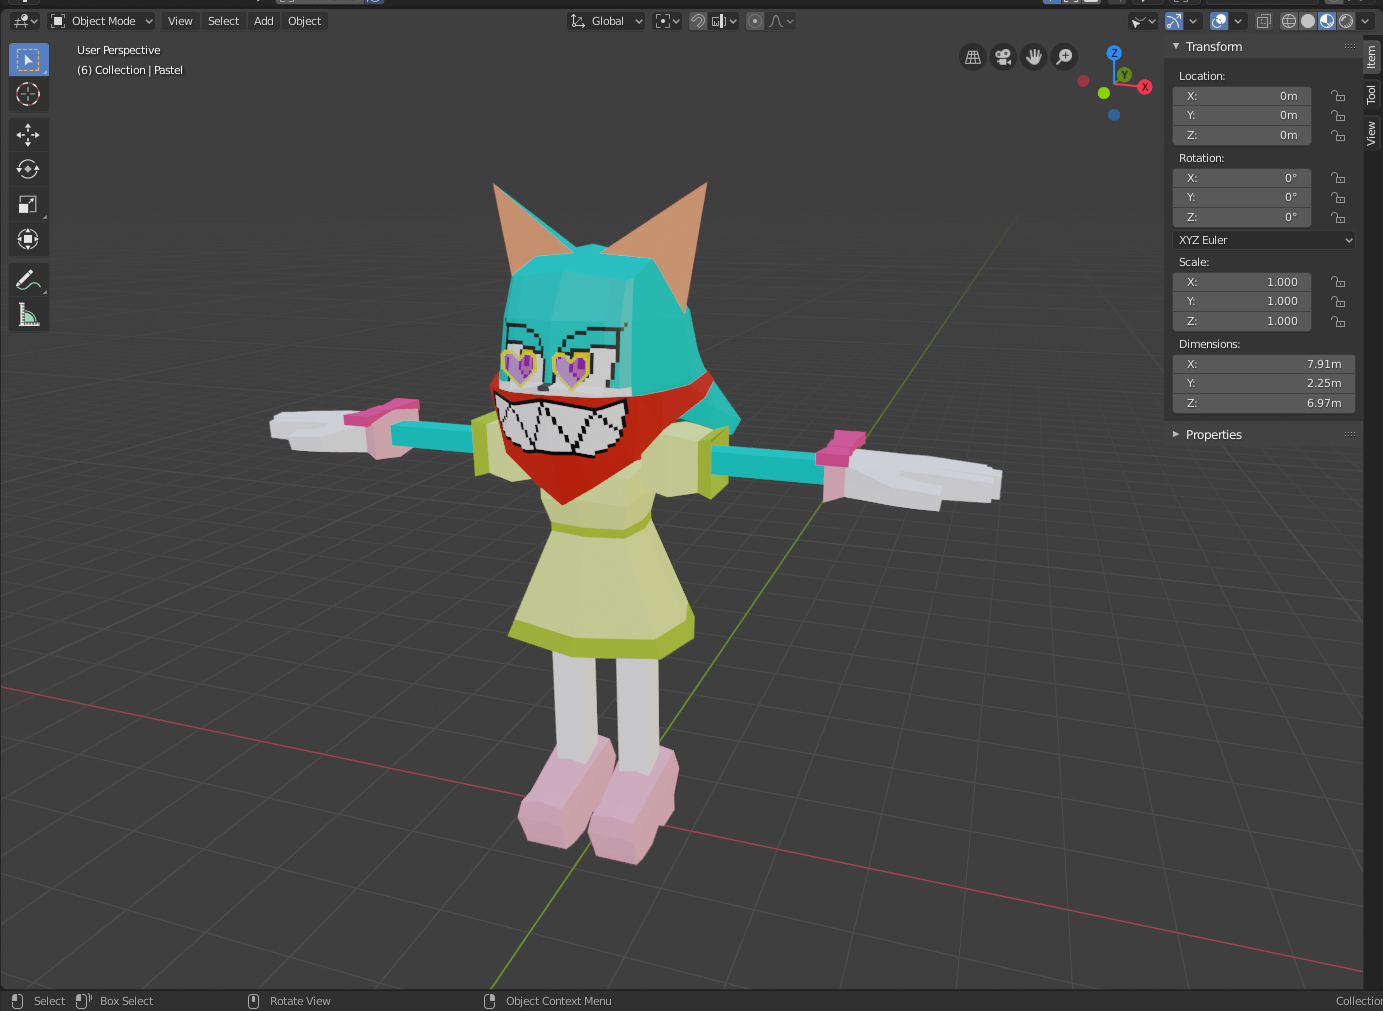 Object Mode View Select Add Object Global
User Perspective
(6) Collection | Pastel
Z
Y
X
Transform
Location:
X: 0m
Y: 0m
Z: 0m
Rotation:
X: 0°
Y: 0°
Z: 0°
XYZ Euler
Scale:
X: 1.000
Y: 1.000
Z: 1.000
Dimensions:
X: 7.91m
Y: 2.25m
Z: 6.97m
Properties
Item
Tool
View
Select Box Select Rotate View Object Context Menu Collection